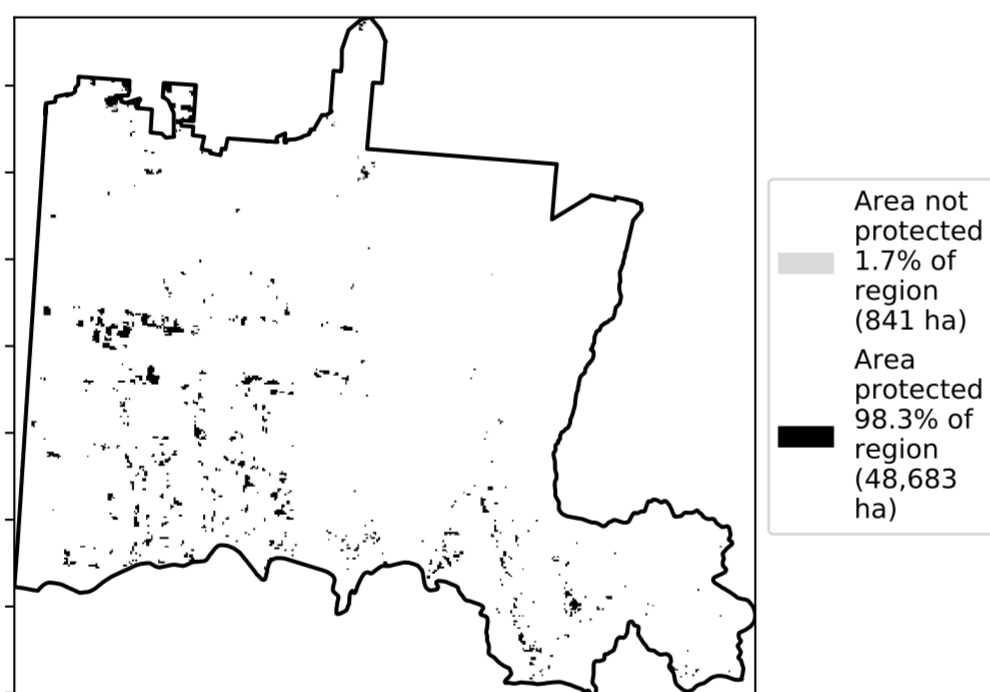 Area not
protected
1.7% of
region
(841 ha)
Area
protected
98.3% of
region
(48,683
ha)